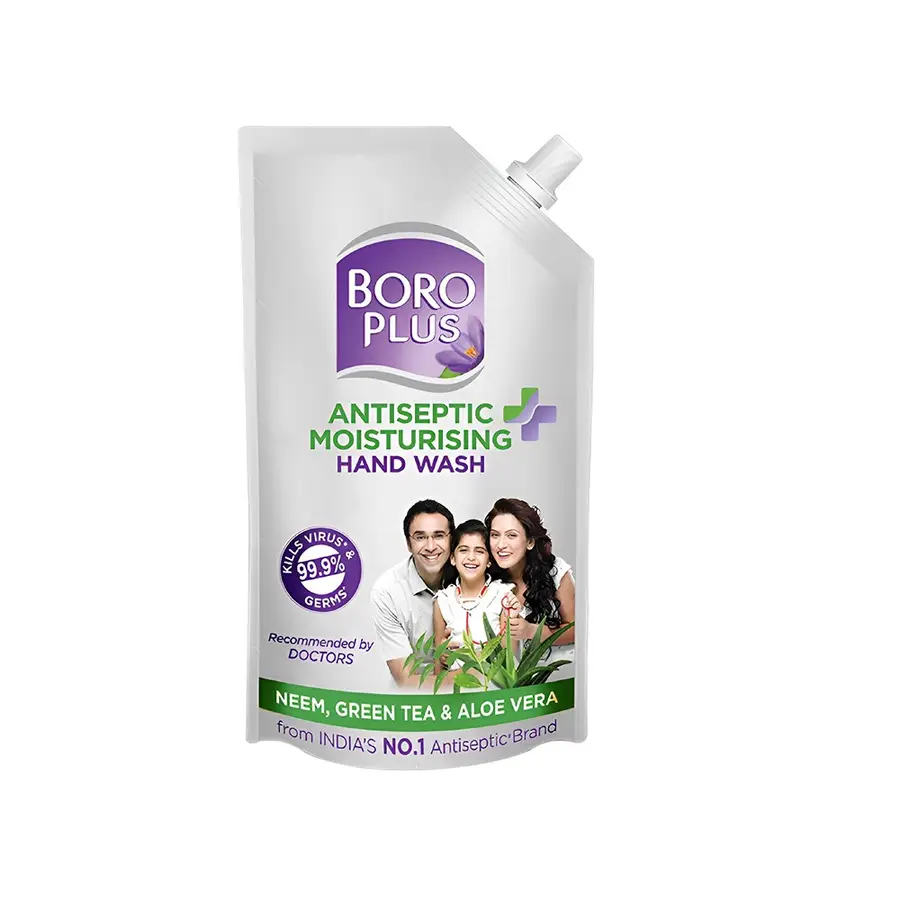 BORO
PLUS
ANTISEPTIC
MOISTURISING
HAND WASH
KILLS VIRUS* &
99.9%
GERMS*
Recommended by
DOCTORS
NEEM, GREEN TEA & ALOE VERA
from INDIA'S NO.1 Antiseptic*Brand